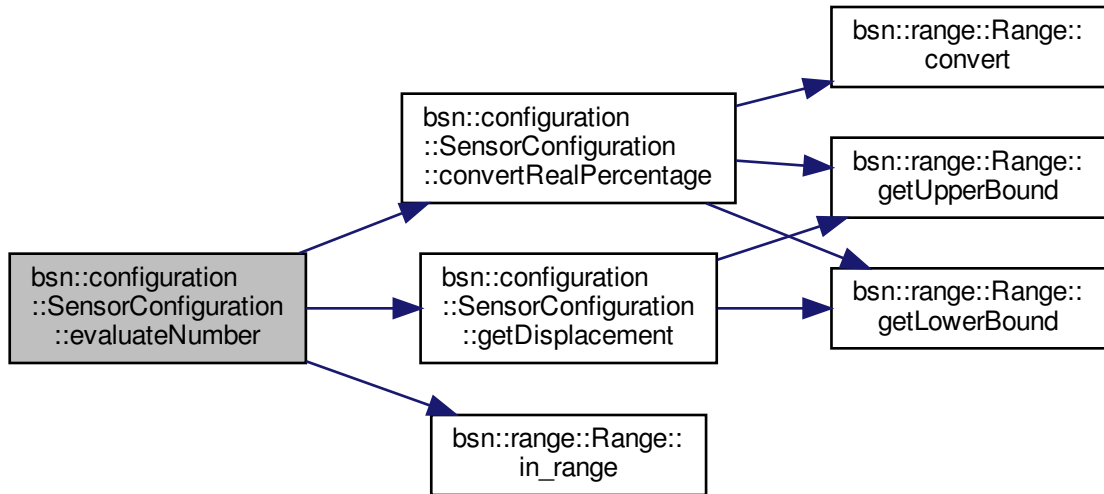 bsn::configuration
::SensorConfiguration
::evaluateNumber
bsn::configuration
::SensorConfiguration
::convertRealPercentage
bsn::configuration
::SensorConfiguration
::getDisplacement
bsn::range::Range::
in_range
bsn::range::Range::
convert
bsn::range::Range::
getUpperBound
bsn::range::Range::
getLowerBound